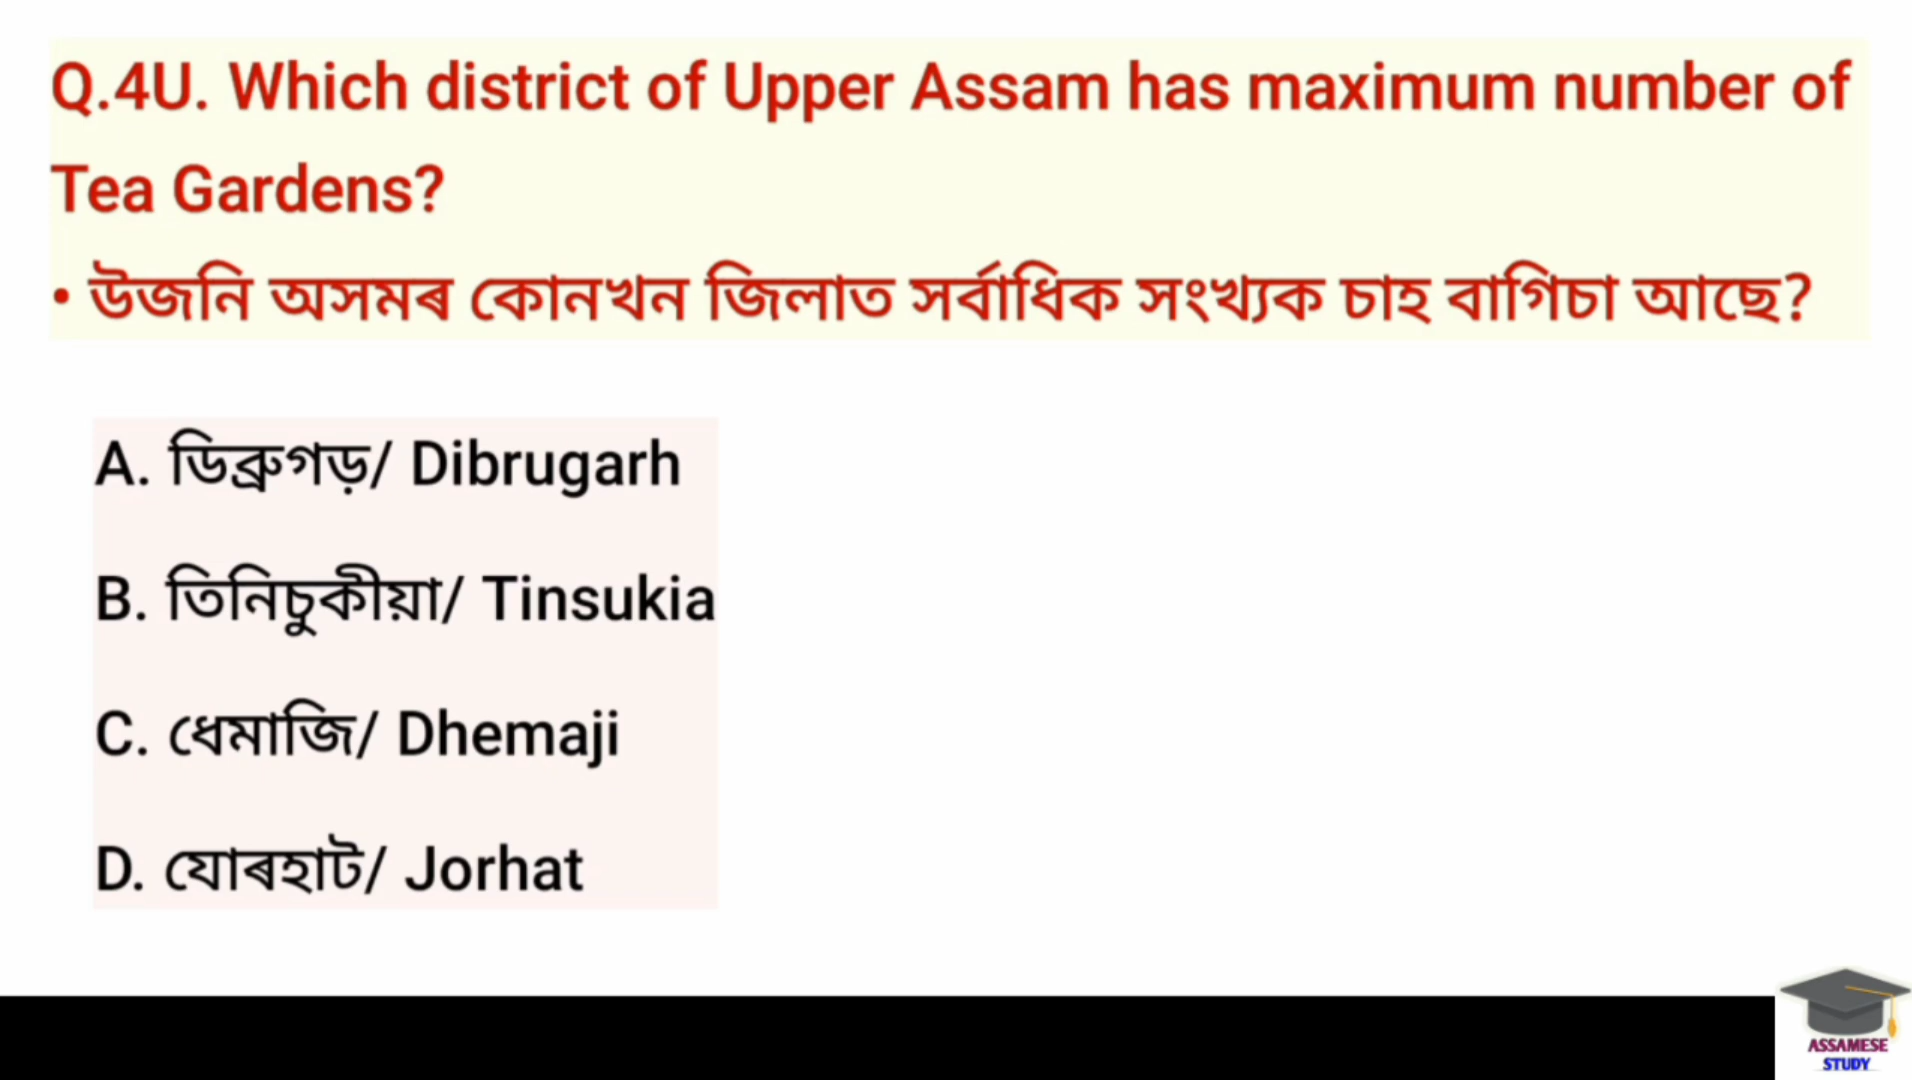 Q.4U. Which district of Upper Assam has maximum number of
Tea Gardens?
• উজনি অসমৰ কোনখন জিলাত সৰ্বাধিক সংখ্যক চাহ বাগিচা আছে?
A. ডিব্ৰুগড়/ Dibrugarh
B. তিনিচুকীয়া/ Tinsukia
C. ধেমাজি/ Dhemaji
D. যোৰহাট/ Jorhat
ASSAMESE
STUDY